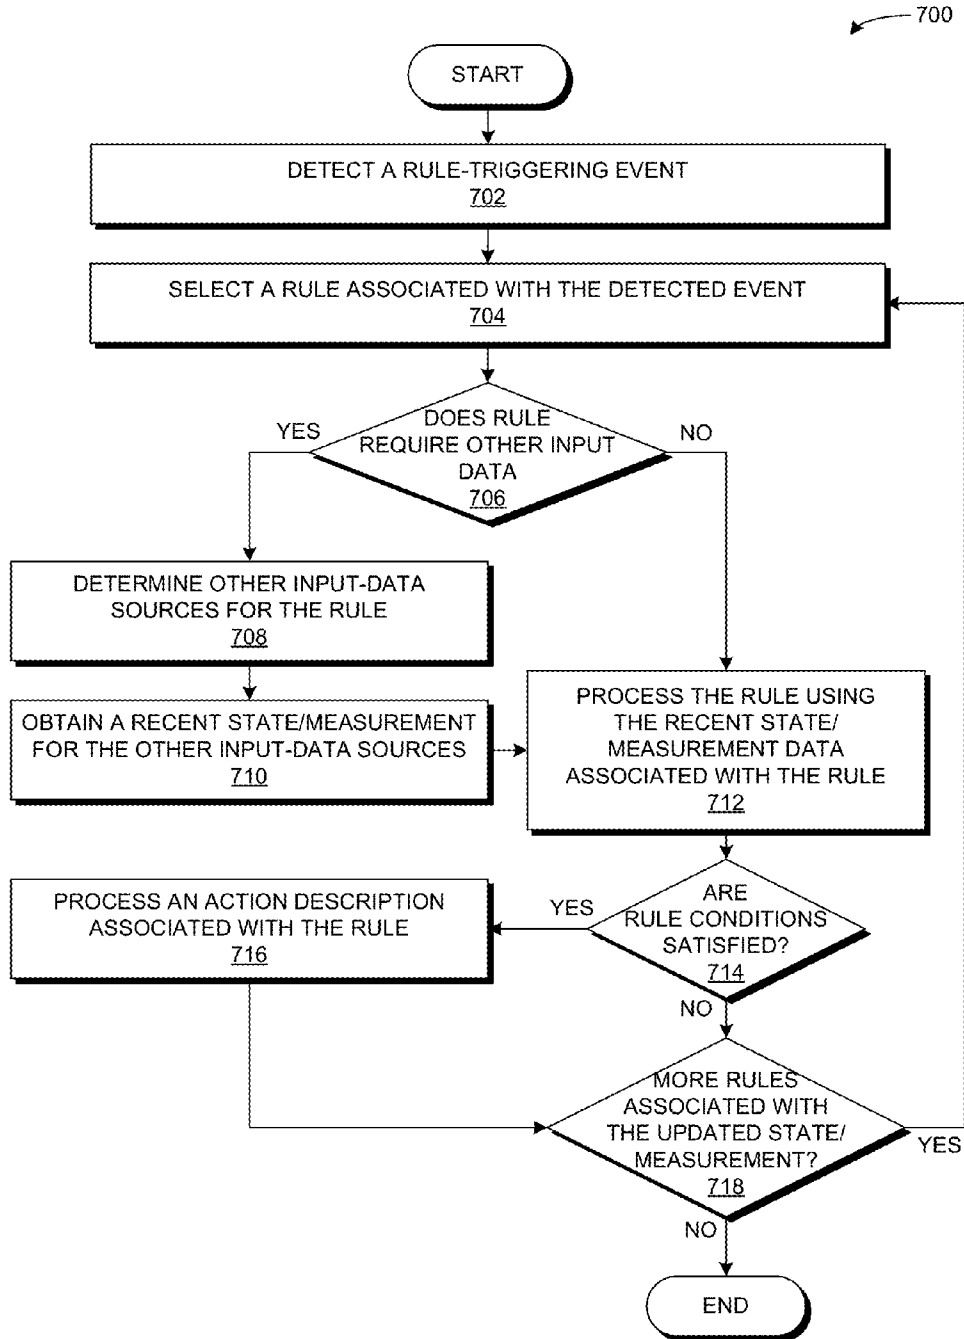 700
START
DETECT A RULE-TRIGGERING EVENT
702
SELECT A RULE ASSOCIATED WITH THE DETECTED EVENT
704
DOES RULE
REQUIRE OTHER INPUT
DATA
706
YES
NO
DETERMINE OTHER INPUT-DATA
SOURCES FOR THE RULE
708
OBTAIN A RECENT STATE/MEASUREMENT
FOR THE OTHER INPUT-DATA SOURCES
710
PROCESS THE RULE USING
THE RECENT STATE/
MEASUREMENT DATA
ASSOCIATED WITH THE RULE
712
ARE
RULE CONDITIONS
SATISFIED?
714
YES
NO
PROCESS AN ACTION DESCRIPTION
ASSOCIATED WITH THE RULE
716
MORE RULES
ASSOCIATED WITH
THE UPDATED STATE/
MEASUREMENT?
718
YES
NO
END